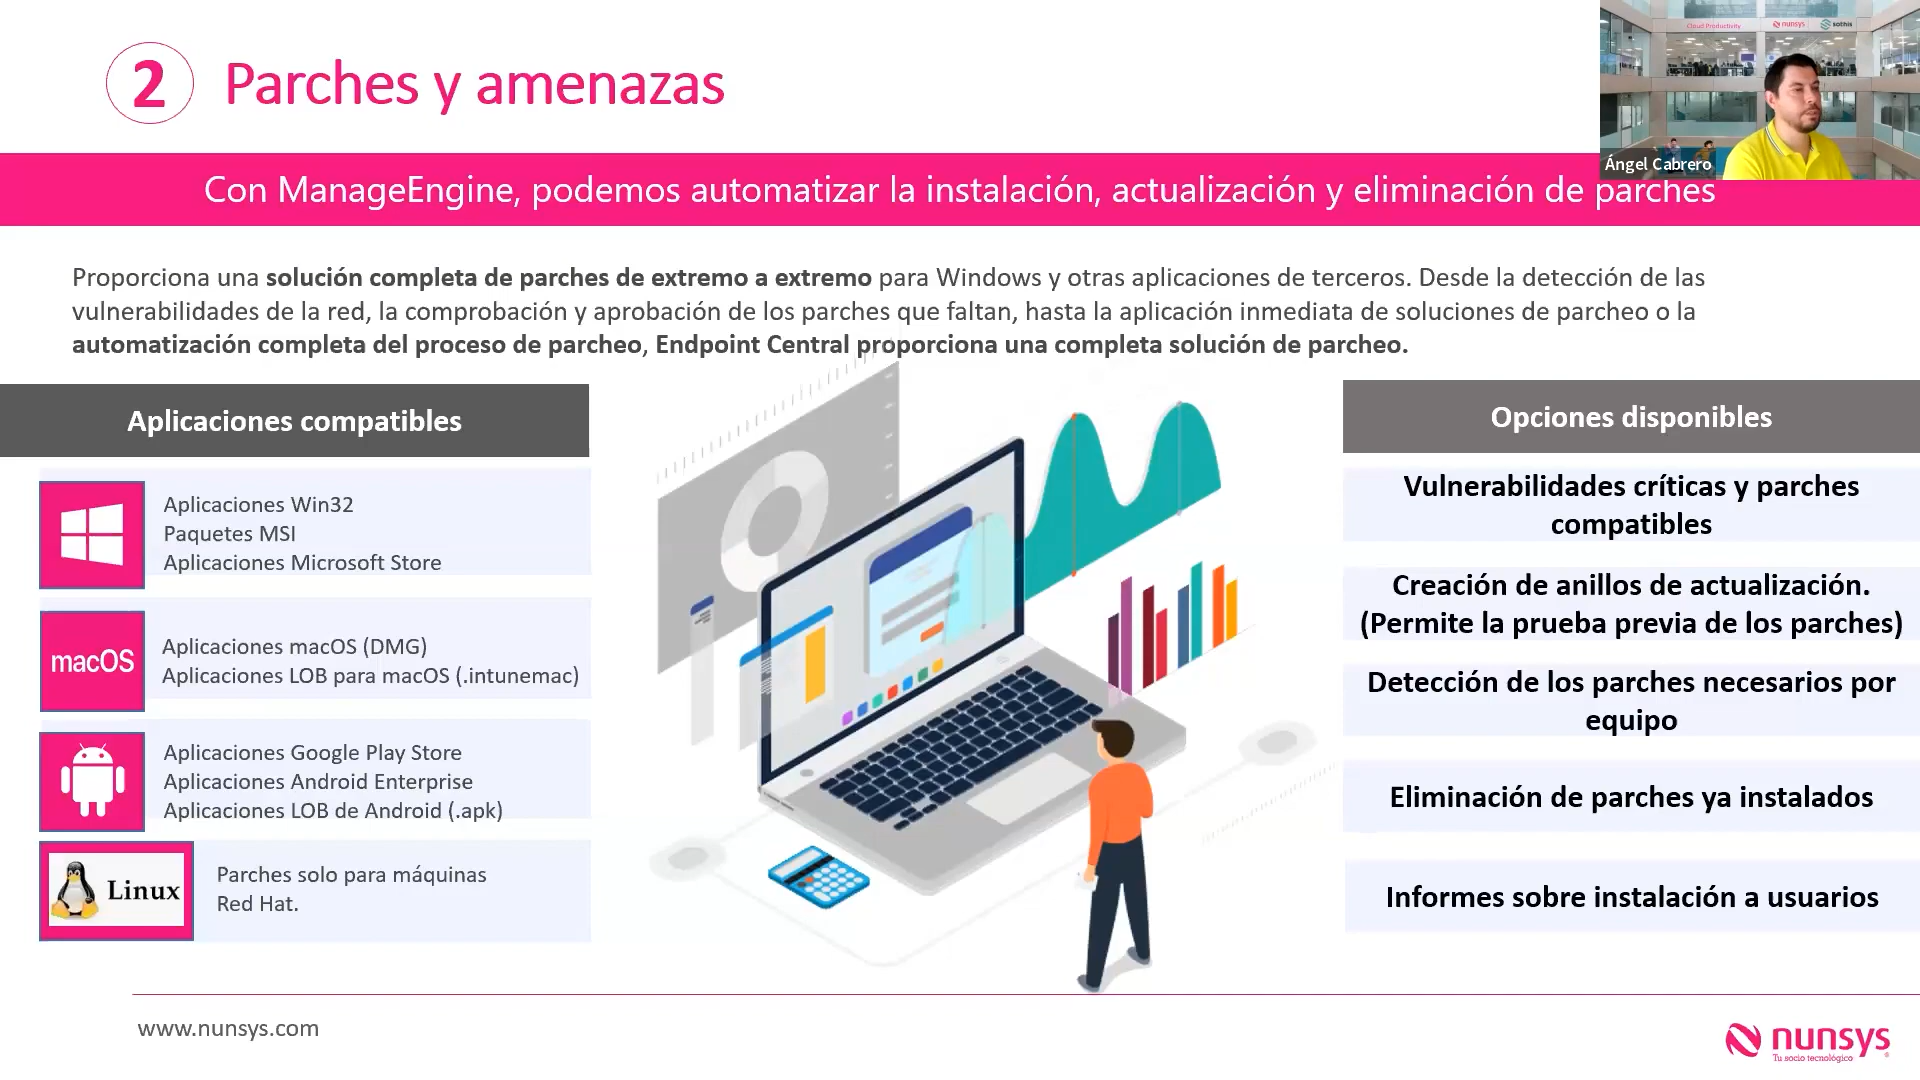 Cloud Productivity
nunsys
sothis
Ángel Cabrero
2
Parches y amenazas
Con ManageEngine, podemos automatizar la instalación, actualización y eliminación de parches
Proporciona una solución completa de parches de extremo a extremo para Windows y otras aplicaciones de terceros. Desde la detección de las
vulnerabilidades de la red, la comprobación y aprobación de los parches que faltan, hasta la aplicación inmediata de soluciones de parcheo o la
automatización completa del proceso de parcheo, Endpoint Central proporciona una completa solución de parcheo.
Aplicaciones compatibles
Aplicaciones Win32
Paquetes MSI
Aplicaciones Microsoft Store
macOS
Aplicaciones macOS (DMG)
Aplicaciones LOB para macOS (.intunemac)
Aplicaciones Google Play Store
Aplicaciones Android Enterprise
Aplicaciones LOB de Android (.apk)
Linux
Parches solo para máquinas
Red Hat.
Opciones disponibles
Vulnerabilidades críticas y parches
compatibles
Creación de anillos de actualización.
(Permite la prueba previa de los parches)
Detección de los parches necesarios por
equipo
Eliminación de parches ya instalados
Informes sobre instalación a usuarios
www.nunsys.com
nunsys
Tu socio tecnológico